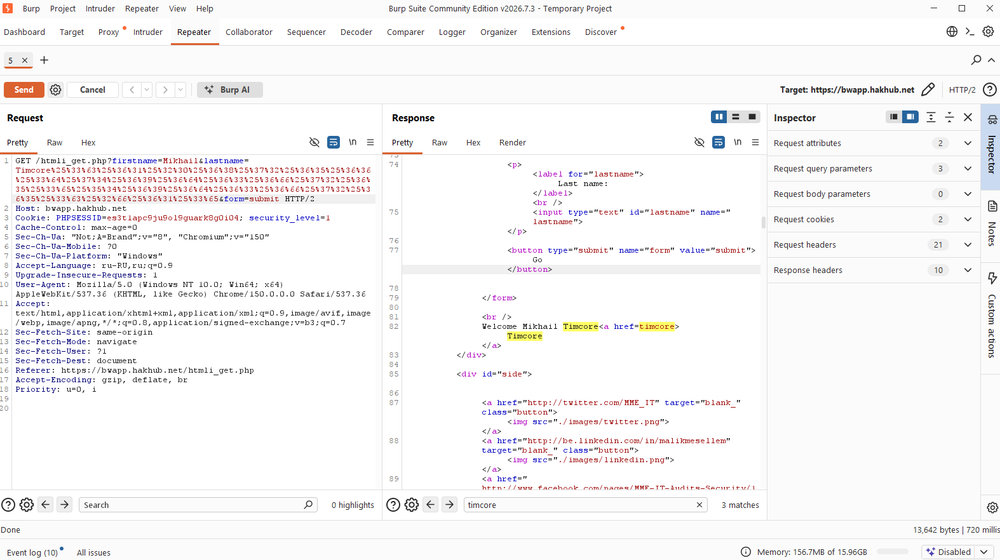 Burp Project Intruder Repeater View Help
Burp Suite Community Edition v2026.7.3 - Temporary Project
Dashboard Target Proxy Intruder Repeater Collaborator Sequencer Decoder Comparer Logger Organizer Extensions Discover
5
Send Cancel Burp AI
Target: https://bwapp.hakhub.net HTTP/2
Request
Pretty Raw Hex \n
1 GET /htmli_get.php?firstname=Mikhail&lastname=
Timcore%25%33%63%25%36%31%25%32%30%25%36%38%25%37%32%25%36%35%25%36%36
%25%33%64%25%37%34%25%36%39%25%36%64%25%36%33%25%36%66%25%37%32%25%36%
35%25%33%65%25%35%34%25%36%39%25%36%64%25%36%33%25%36%66%25%37%32%25%3
6%35%25%33%63%25%32%66%25%36%31%25%33%65&form=submit HTTP/2
2 Host: bwapp.hakhub.net
3 Cookie: PHPSESSID=es3t1apc9ju9ol9guark8g0i04; security_level=1
4 Cache-Control: max-age=0
5 Sec-Ch-Ua: "Not;A=Brand";v="8", "Chromium";v="150"
6 Sec-Ch-Ua-Mobile: ?0
7 Sec-Ch-Ua-Platform: "Windows"
8 Accept-Language: ru-RU,ru;q=0.9
9 Upgrade-Insecure-Requests: 1
10 User-Agent: Mozilla/5.0 (Windows NT 10.0; Win64; x64)
AppleWebKit/537.36 (KHTML, like Gecko) Chrome/150.0.0.0 Safari/537.36
11 Accept:
text/html,application/xhtml+xml,application/xml;q=0.9,image/avif,image
/webp,image/apng,*/*;q=0.8,application/signed-exchange;v=b3;q=0.7
12 Sec-Fetch-Site: same-origin
13 Sec-Fetch-Mode: navigate
14 Sec-Fetch-User: ?1
15 Sec-Fetch-Dest: document
16 Referer: https://bwapp.hakhub.net/htmli_get.php
17 Accept-Encoding: gzip, deflate, br
18 Priority: u=0, i
19
20
Search
0 highlights
Response
Pretty Raw Hex Render \n
73
74 <p>
<label for="lastname">
Last name:
</label>
<br />
75 <input type="text" id="lastname" name="
lastname">
</p>
76
77 <button type="submit" name="form" value="submit">
Go
</button>
78
79 </form>
80
81 <br />
82 Welcome Mikhail Timcore<a href=timcore>
Timcore
</a>
83 </div>
84
85 <div id="side">
86
87 <a href="http://twitter.com/MME_IT" target="blank_"
class="button">
<img src="./images/twitter.png">
</a>
88 <a href="http://be.linkedin.com/in/malikmesellem"
target="blank_" class="button">
<img src="./images/linkedin.png">
</a>
89 <a href="
http://www.facebook.com/pages/MME-IT-Audits-Security/1
timcore
3 matches
Inspector
Request attributes 2
Request query parameters 3
Request body parameters 0
Request cookies 2
Request headers 21
Response headers 10
Inspector
Notes
Custom actions
Done
13,642 bytes | 720 millis
Event log (10) All issues
Memory: 156.7MB of 15.96GB
Disabled